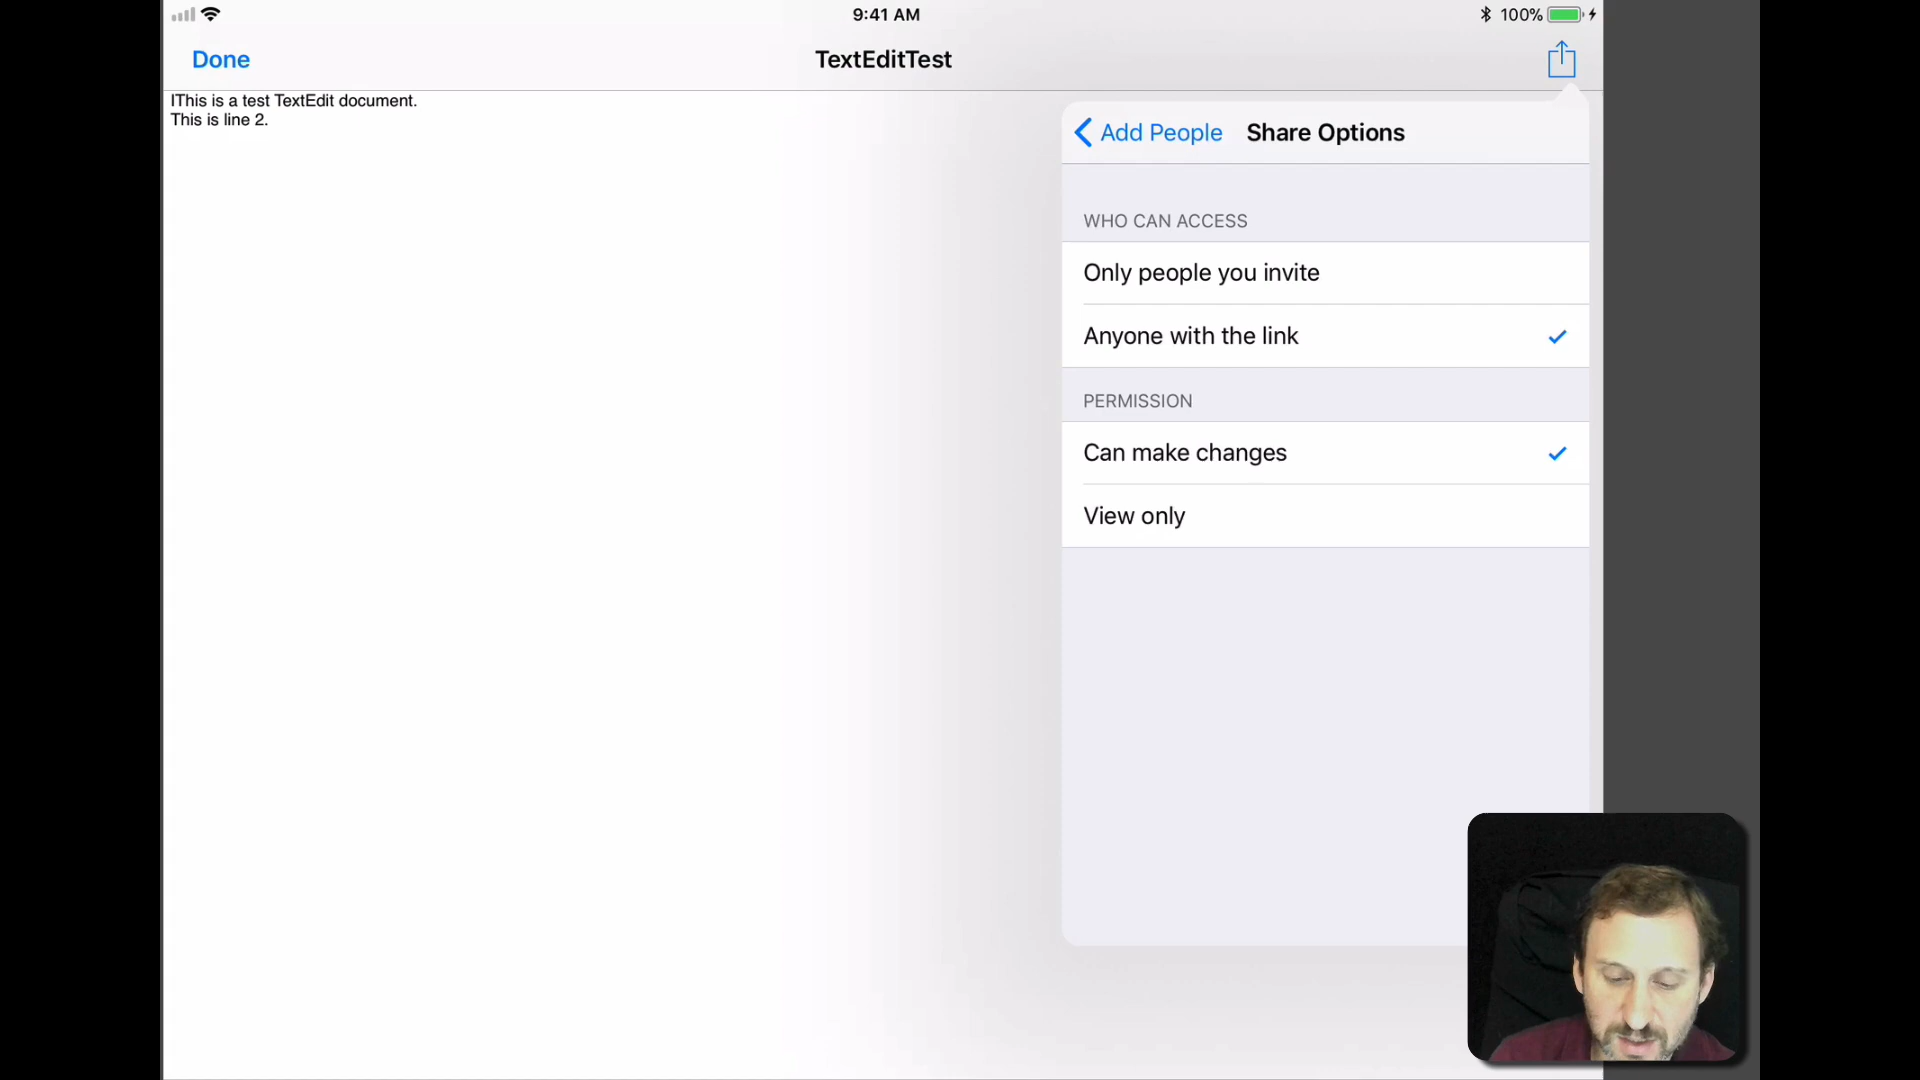 9:41 AM
100%
Done
TextEditTest
IThis is a test TextEdit document.
This is line 2.
Add People
Share Options
WHO CAN ACCESS
Only people you invite
Anyone with the link
PERMISSION
Can make changes
View only